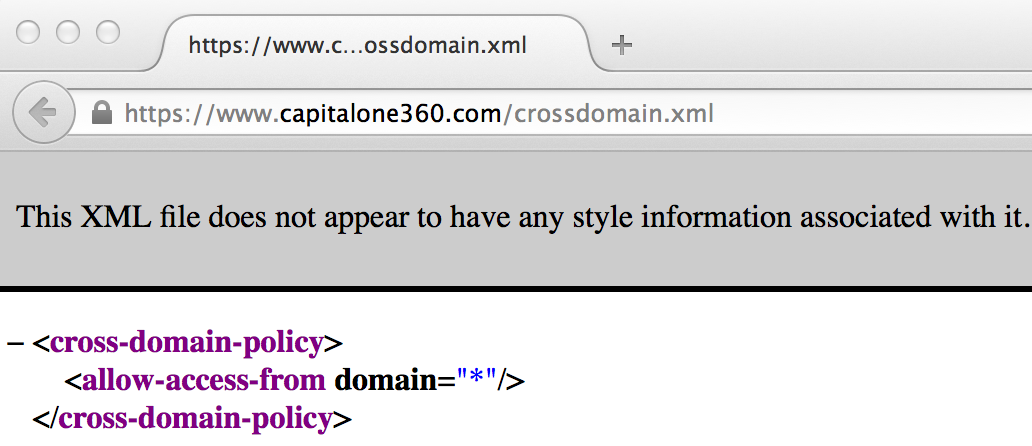 https://www.c...ossdomain.xml
https://www.capitalone360.com/crossdomain.xml
This XML file does not appear to have any style information associated with it.
– <cross-domain-policy>
<allow-access-from domain="*"/>
</cross-domain-policy>